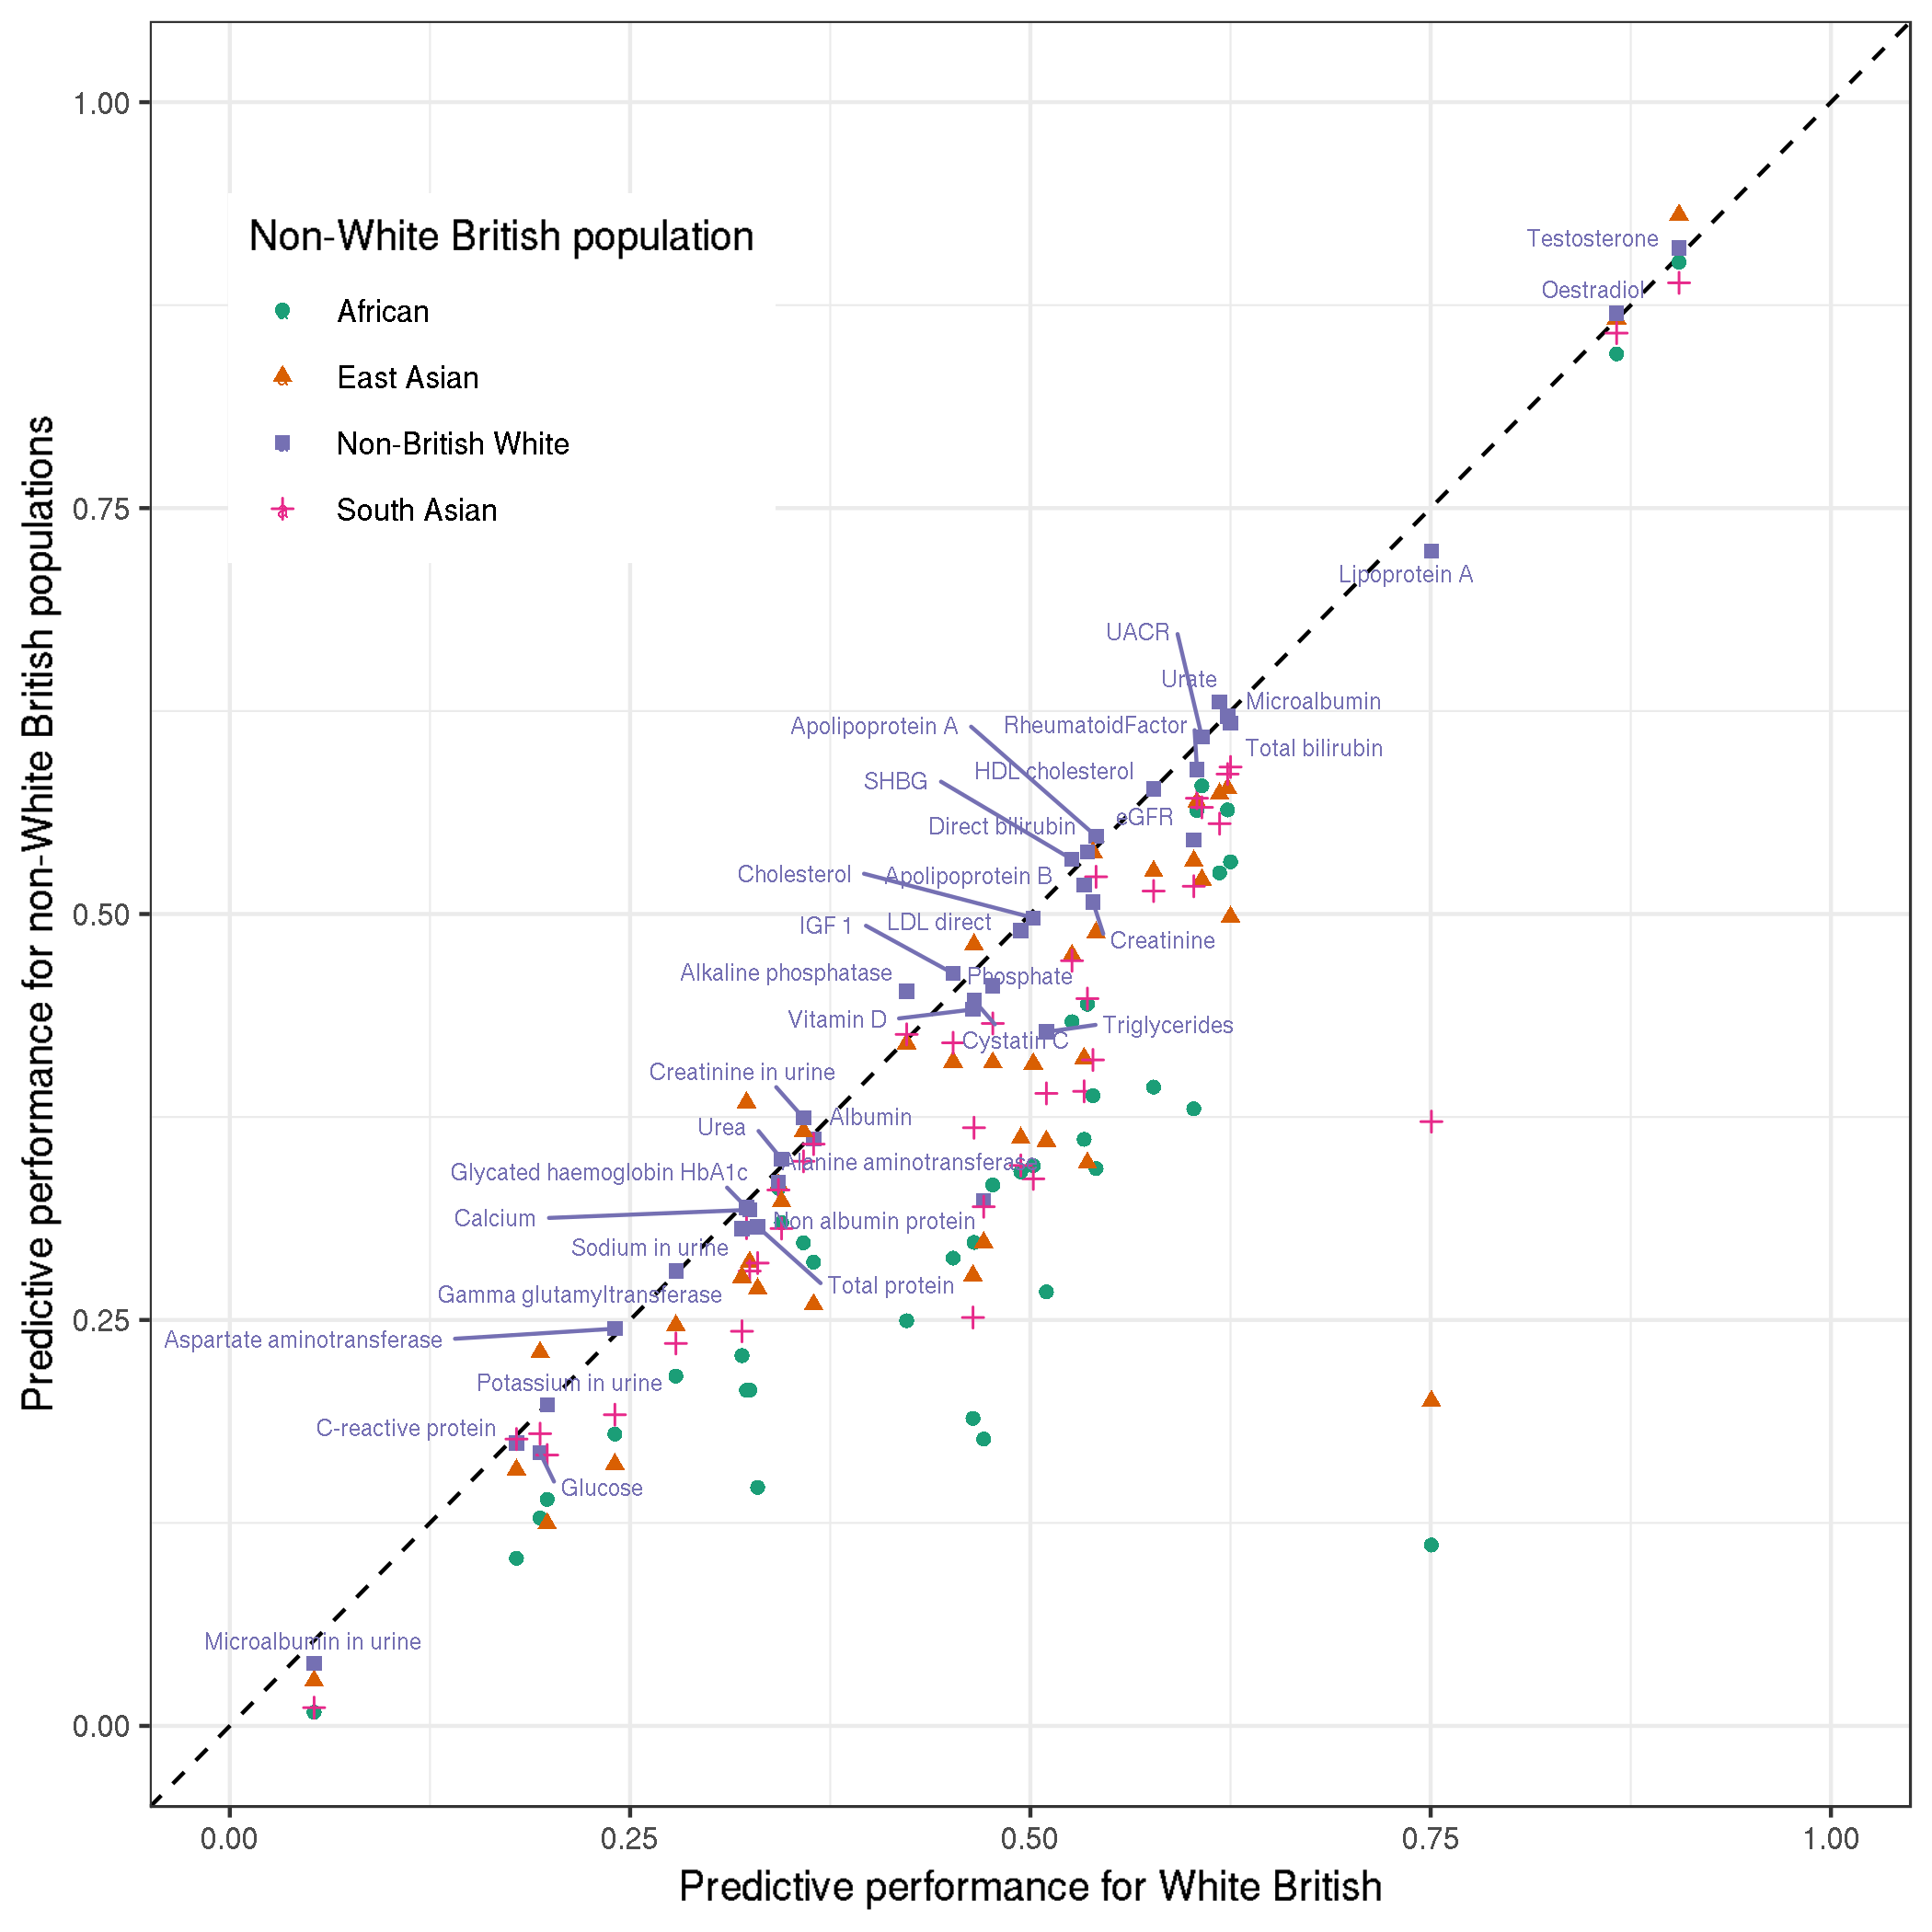 1.00
0.75
0.50
0.25
0.00
Predictive performance for non-White British populations
Non-White British population
African
East Asian
Non-British White
South Asian
Testosterone
Oestradiol
Lipoprotein A
UACR
Urate
Microalbumin
Apolipoprotein A
RheumatoidFactor
Total bilirubin
SHBG
HDL cholesterol
eGFR
Direct bilirubin
Cholesterol
Apolipoprotein B
IGF 1
LDL direct
Creatinine
Alkaline phosphatase
Phosphate
Vitamin D
Triglycerides
Cystatin C
Creatinine in urine
Albumin
Urea
Alanine aminotransferase
Glycated haemoglobin HbA1c
Calcium
Non albumin protein
Sodium in urine
Total protein
Gamma glutamyltransferase
Aspartate aminotransferase
Potassium in urine
C-reactive protein
Glucose
Microalbumin in urine
0.00
0.25
0.50
0.75
1.00
Predictive performance for White British